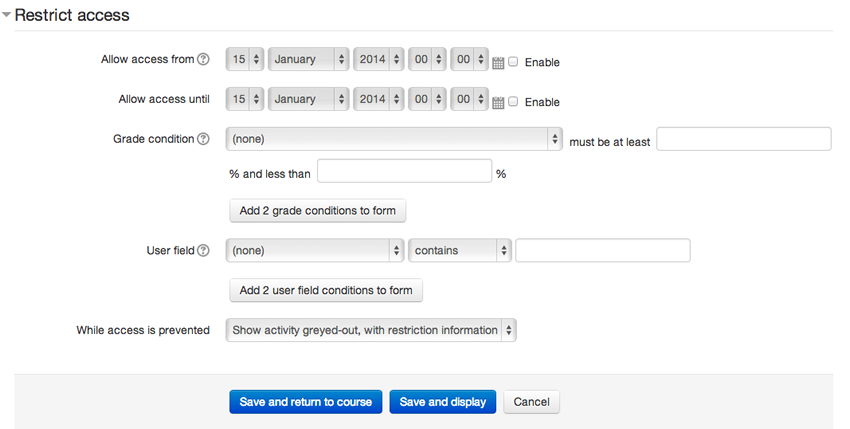 Restrict access
Allow access from 15 January 2014 00 00 Enable
Allow access until 15 January 2014 00 00 Enable
Grade condition (none) must be at least
% and less than %
Add 2 grade conditions to form
User field (none) contains
Add 2 user field conditions to form
While access is prevented Show activity greyed-out, with restriction information
Save and return to course Save and display Cancel